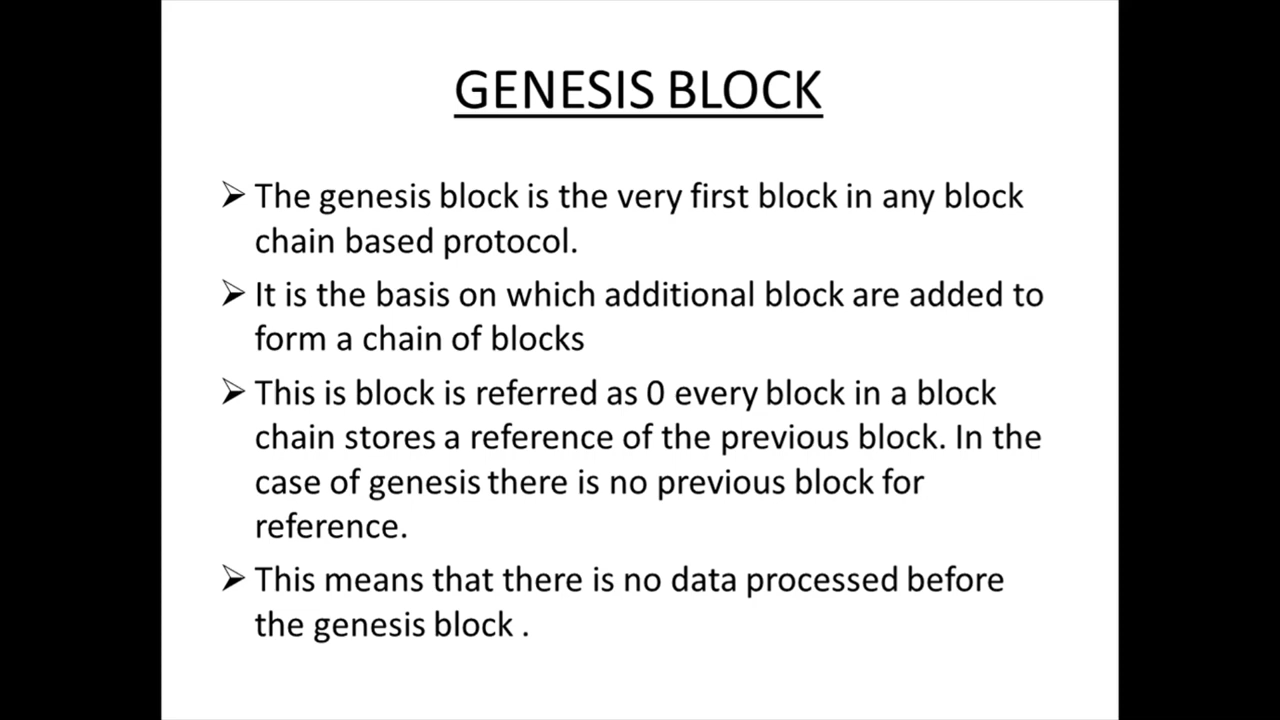 GENESIS BLOCK
The genesis block is the very first block in any block
chain based protocol.
It is the basis on which additional block are added to
form a chain of blocks
This is block is referred as 0 every block in a block
chain stores a reference of the previous block. In the
case of genesis there is no previous block for
reference.
This means that there is no data processed before
the genesis block .